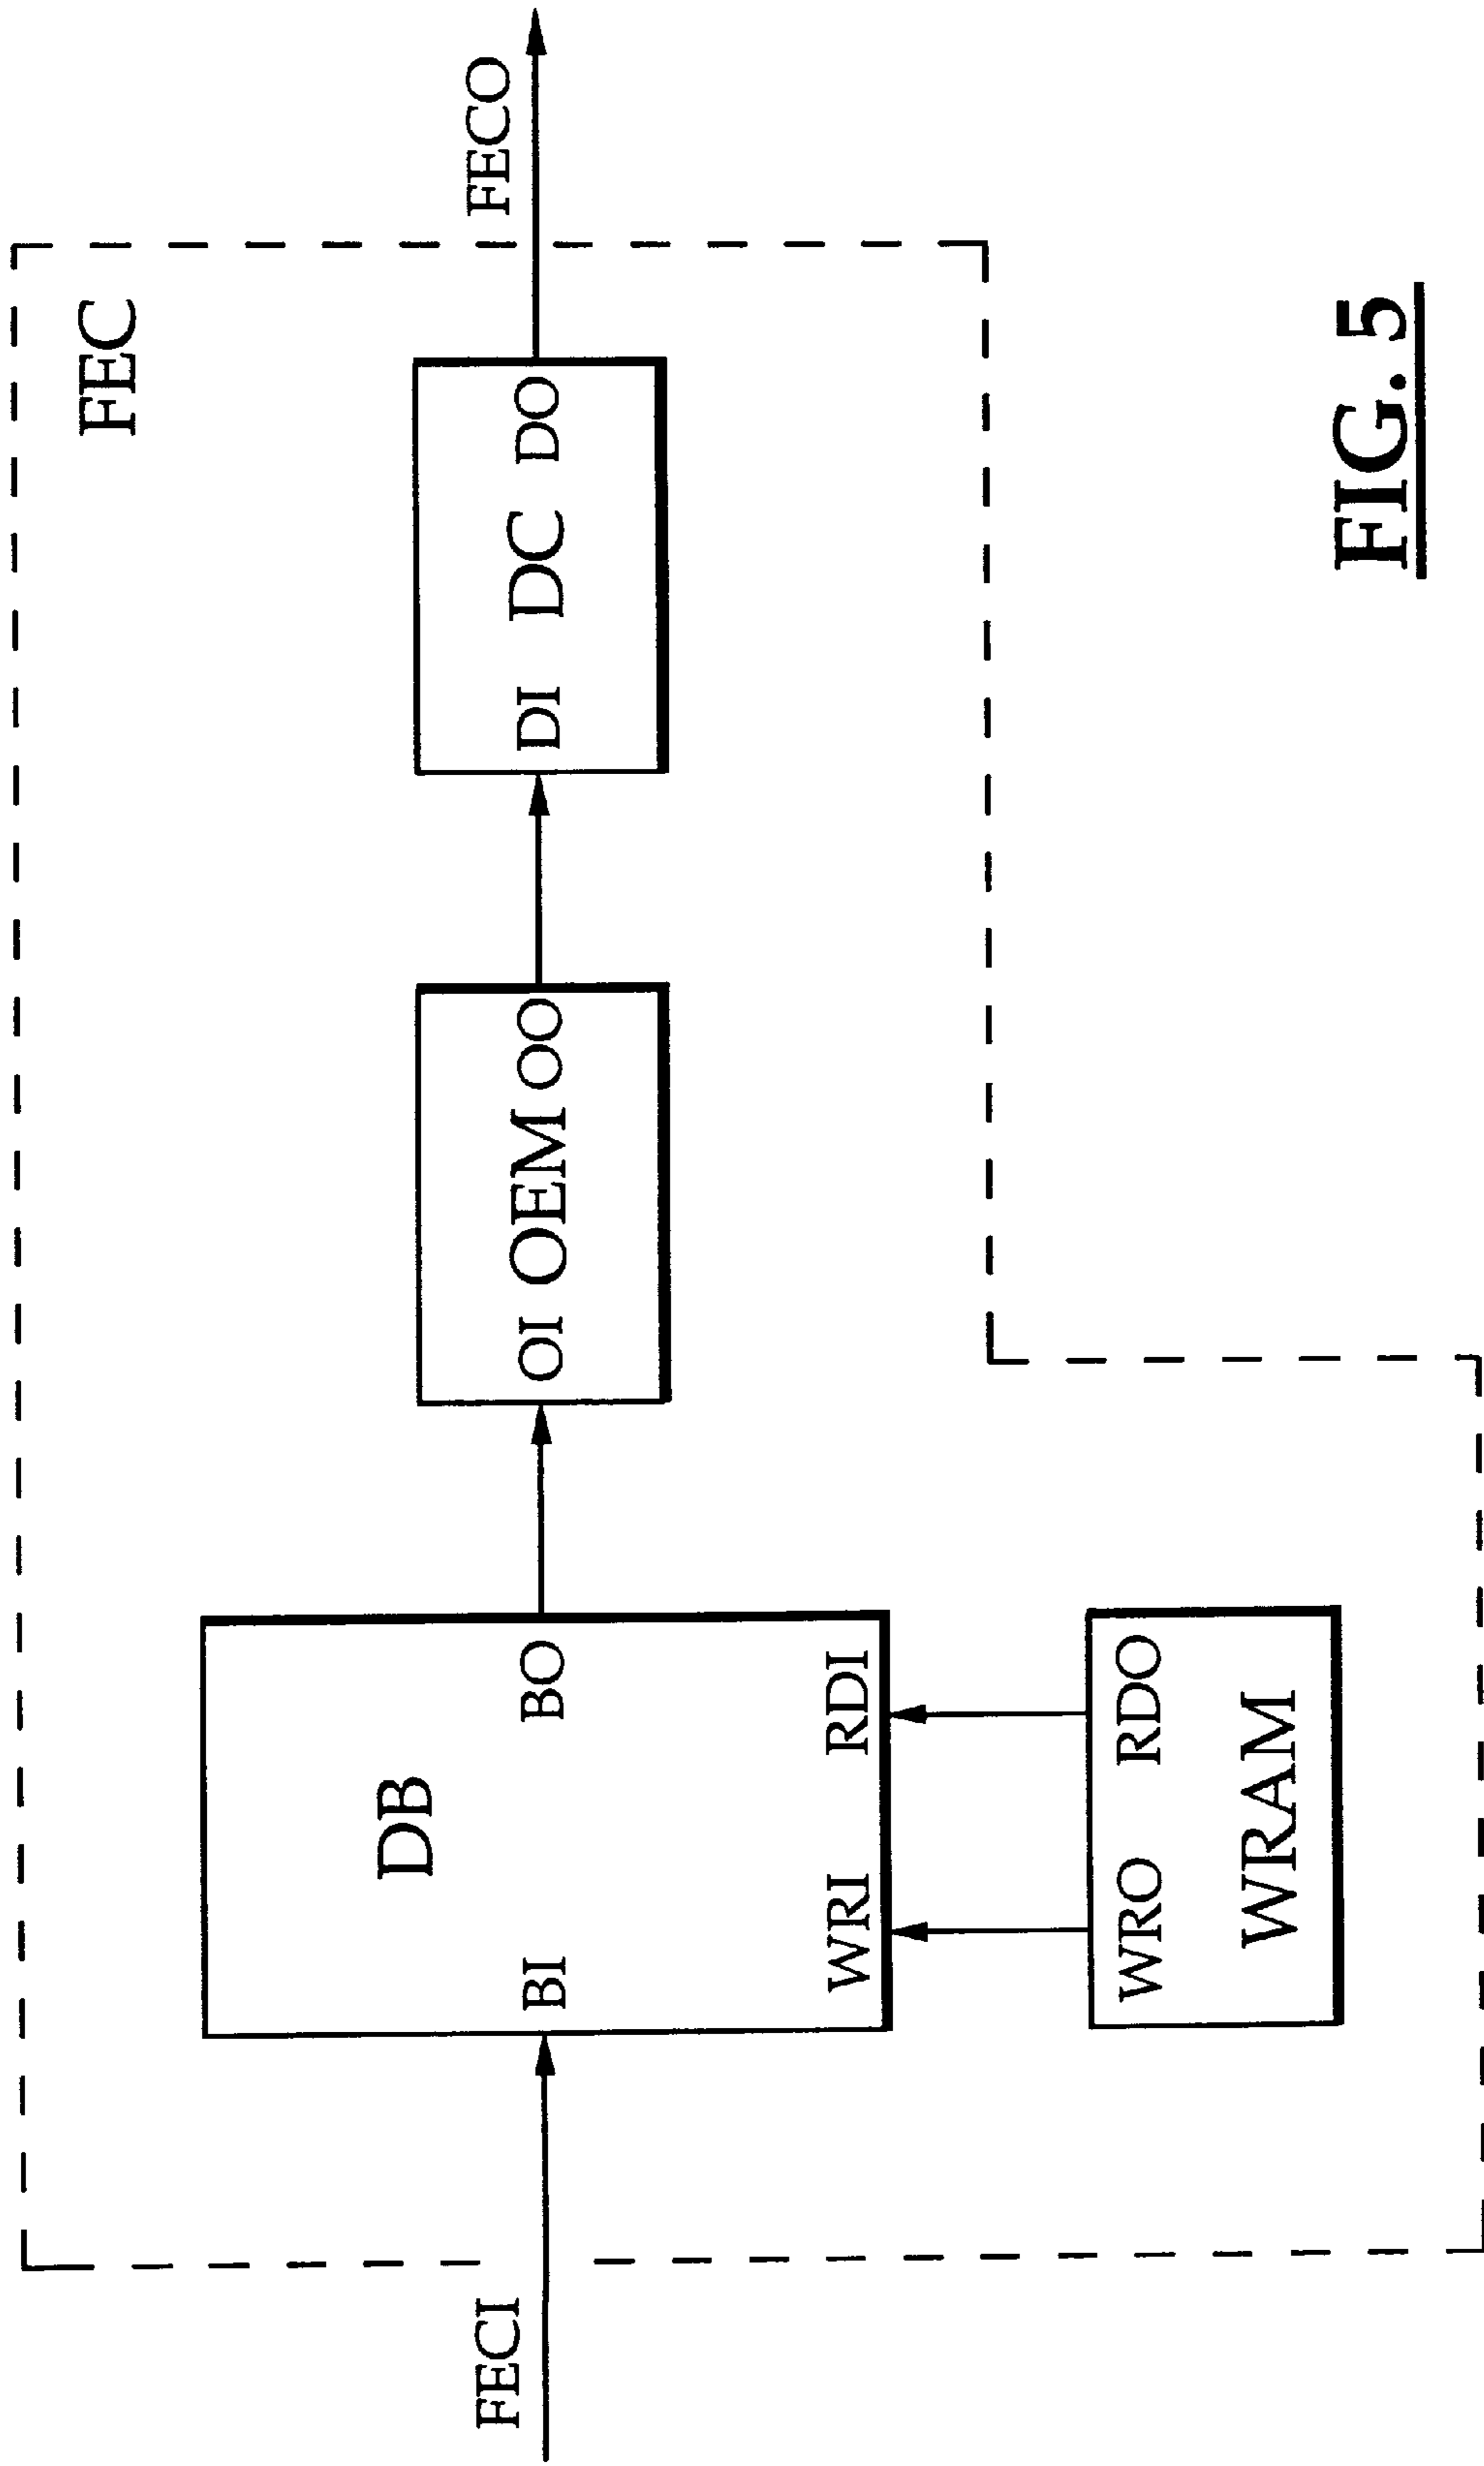 FEC
DB
FECI
BI
BO
OI OEM OO
DI DC DO
FECO
WRI
RDI
WRO
RDO
WRAM
FIG. 5